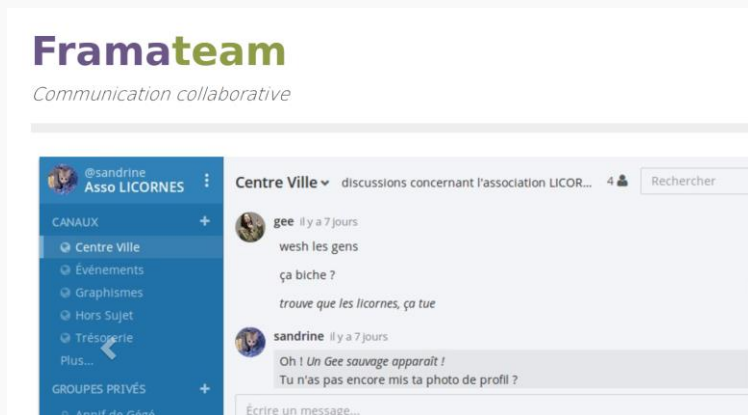 Framateam
Communication collaborative
@sandrine
Asso LICORNES
Centre Ville
discussions concernant l'association LICOR...
4
Rechercher
CANAUX +
Centre Ville
Événements
Graphismes
Hors Sujet
Trésorerie
Plus...
GROUPES PRIVÉS +
Annif de Gégé
gee il y a 7 jours
wesh les gens
ça biche ?
trouve que les licornes, ça tue
sandrine il y a 7 jours
Oh ! Un Gee sauvage apparaît !
Tu n'as pas encore mis ta photo de profil ?
Écrire un message...